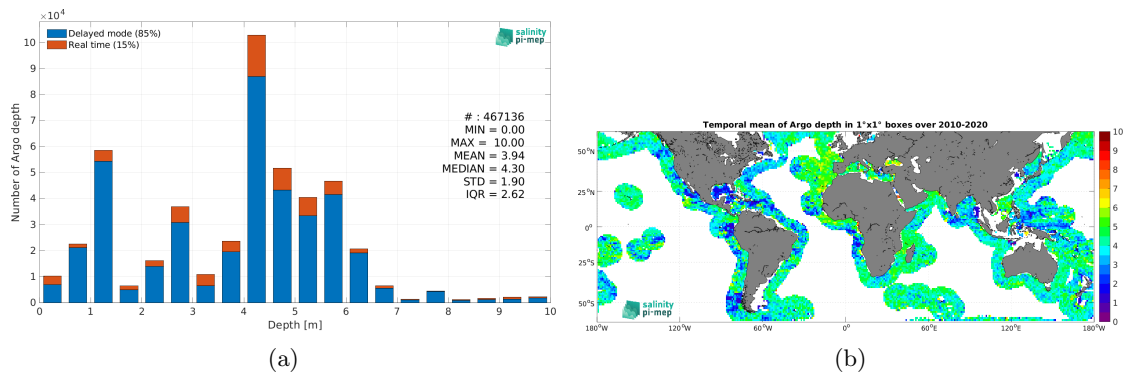 ×10⁴
Delayed mode (85%)
Real time (15%)
salinity
pi-mep
10
9
8
7
6
5
4
3
2
1
0
Number of Argo depth
# : 467136
MIN = 0.00
MAX = 10.00
MEAN = 3.94
MEDIAN = 4.30
STD = 1.90
IQR = 2.62
0 1 2 3 4 5 6 7 8 9 10
Depth [m]
(a)
Temporal mean of Argo depth in 1°x1° boxes over 2010-2020
50°N
25°N
0°
25°S
50°S
salinity
pi-mep
180°W 120°W 60°W 0° 60°E 120°E 180°W
10
9
8
7
6
5
4
3
2
1
0
(b)